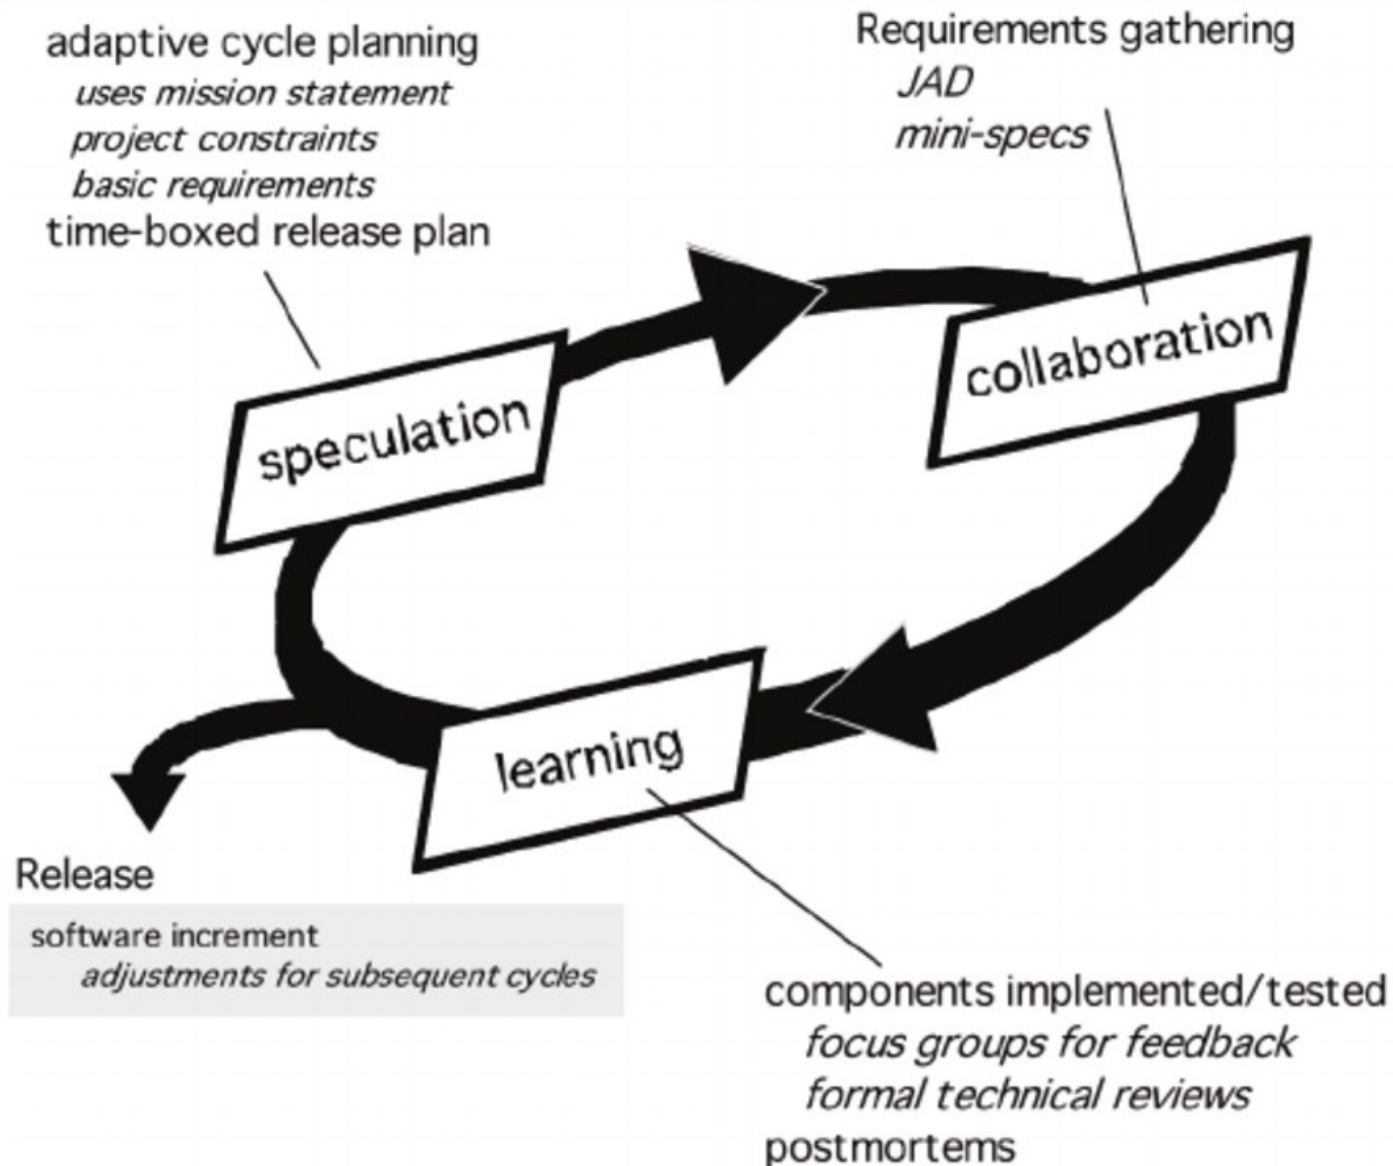 adaptive cycle planning
uses mission statement
project constraints
basic requirements
time-boxed release plan
Requirements gathering
JAD
mini-specs
speculation
collaboration
learning
Release
software increment
adjustments for subsequent cycles
components implemented/tested
focus groups for feedback
formal technical reviews
postmortems